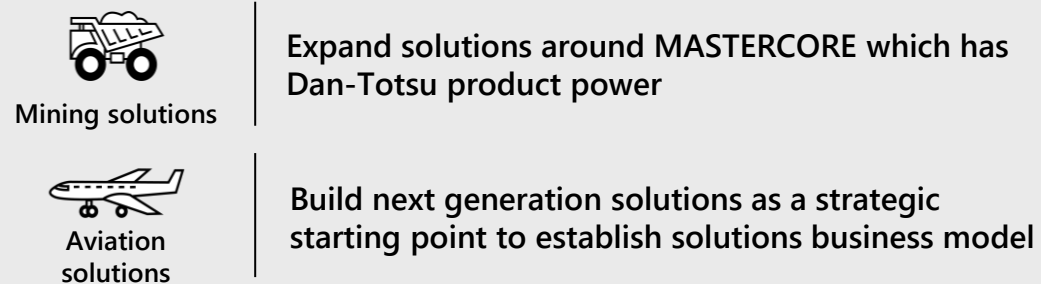 Mining solutions
Expand solutions around MASTERCORE which has
Dan-Totsu product power
Aviation
solutions
Build next generation solutions as a strategic
starting point to establish solutions business model